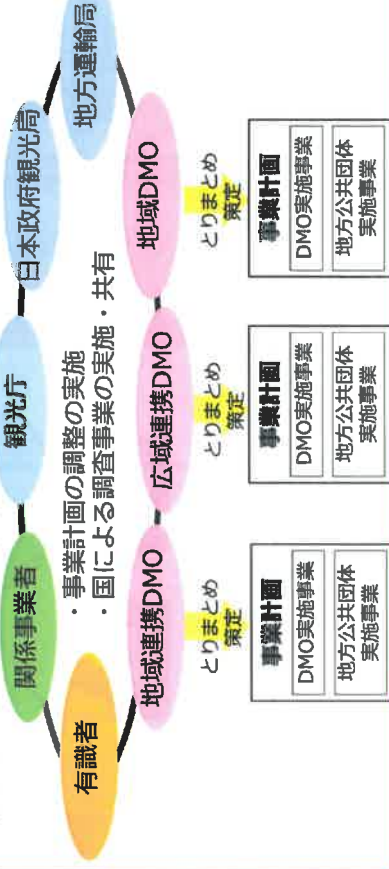 観光庁
関係事業者
日本政府観光局
有識者
地方運輸局
・事業計画の調整の実施
・国による調査事業の実施・共有
地域連携DMO
広域連携DMO
地域DMO
とりまとめ
策定
とりまとめ
策定
とりまとめ
策定
事業計画
DMO実施事業
地方公共団体
実施事業
事業計画
DMO実施事業
地方公共団体
実施事業
事業計画
DMO実施事業
地方公共団体
実施事業